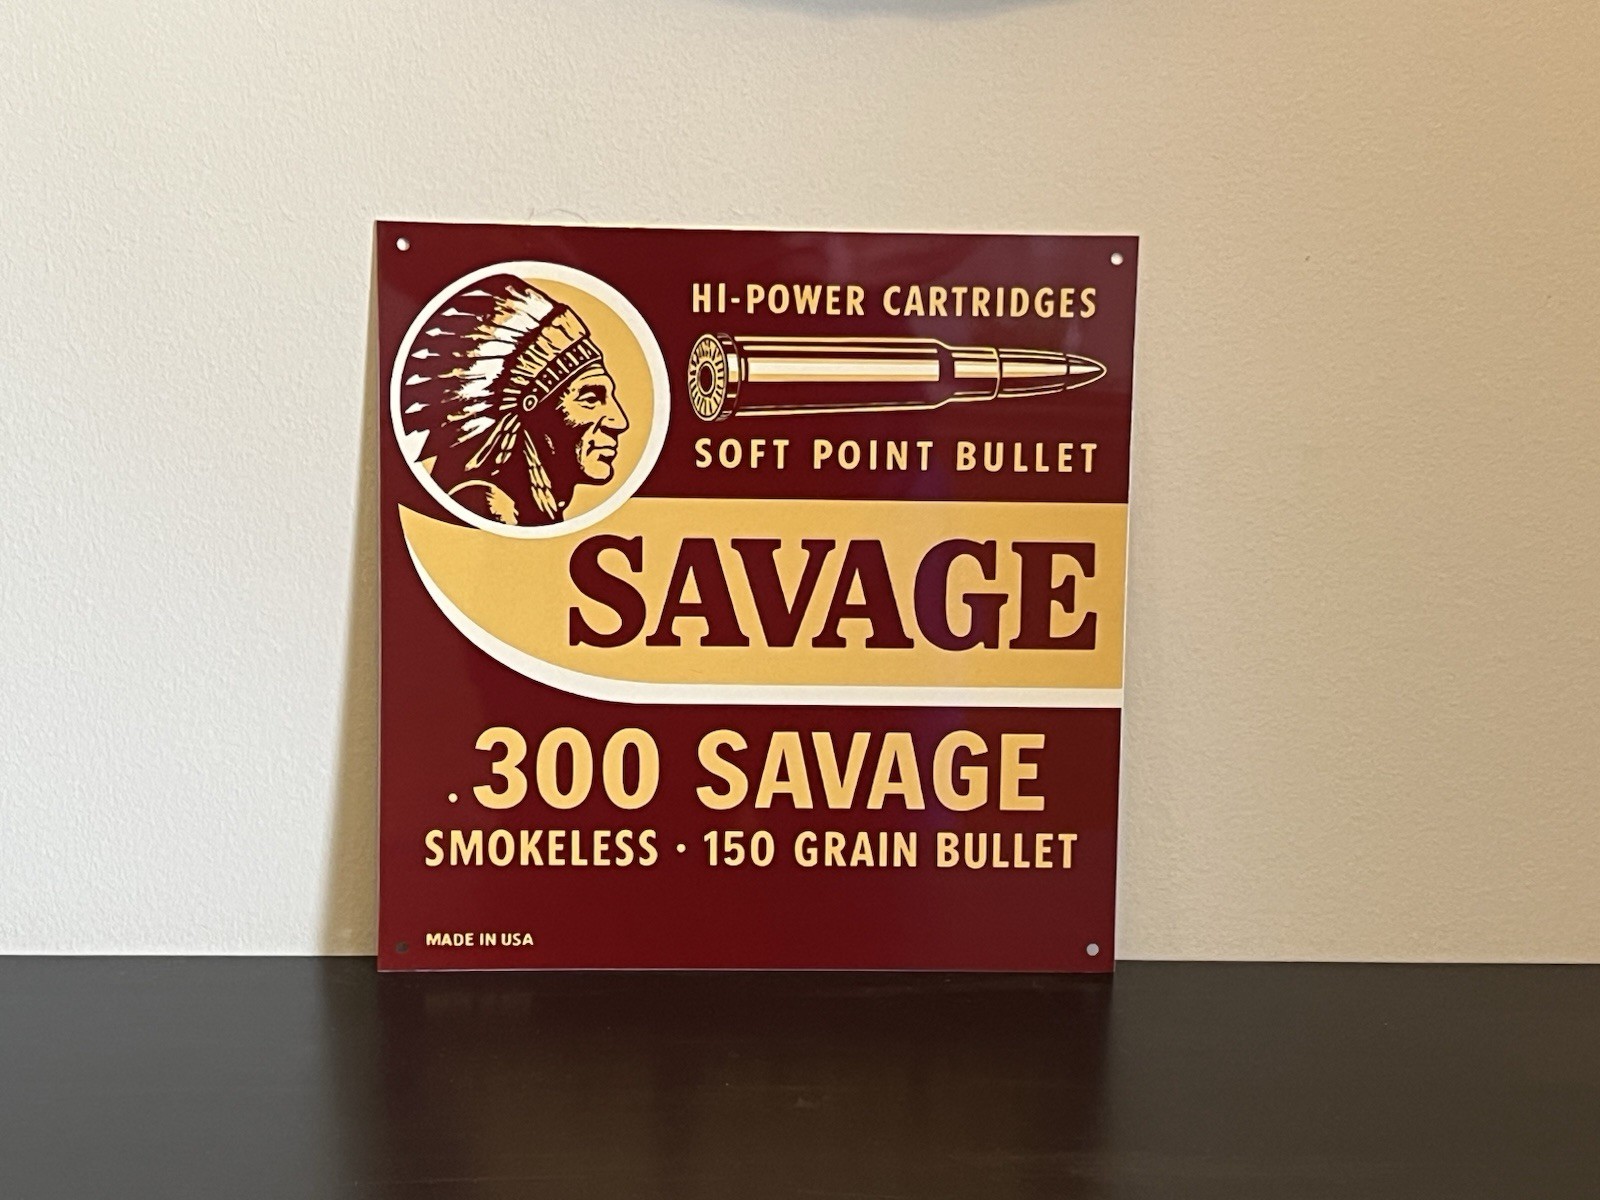 HI-POWER CARTRIDGES
SOFT POINT BULLET
SAVAGE
.300 SAVAGE
SMOKELESS · 150 GRAIN BULLET
MADE IN USA